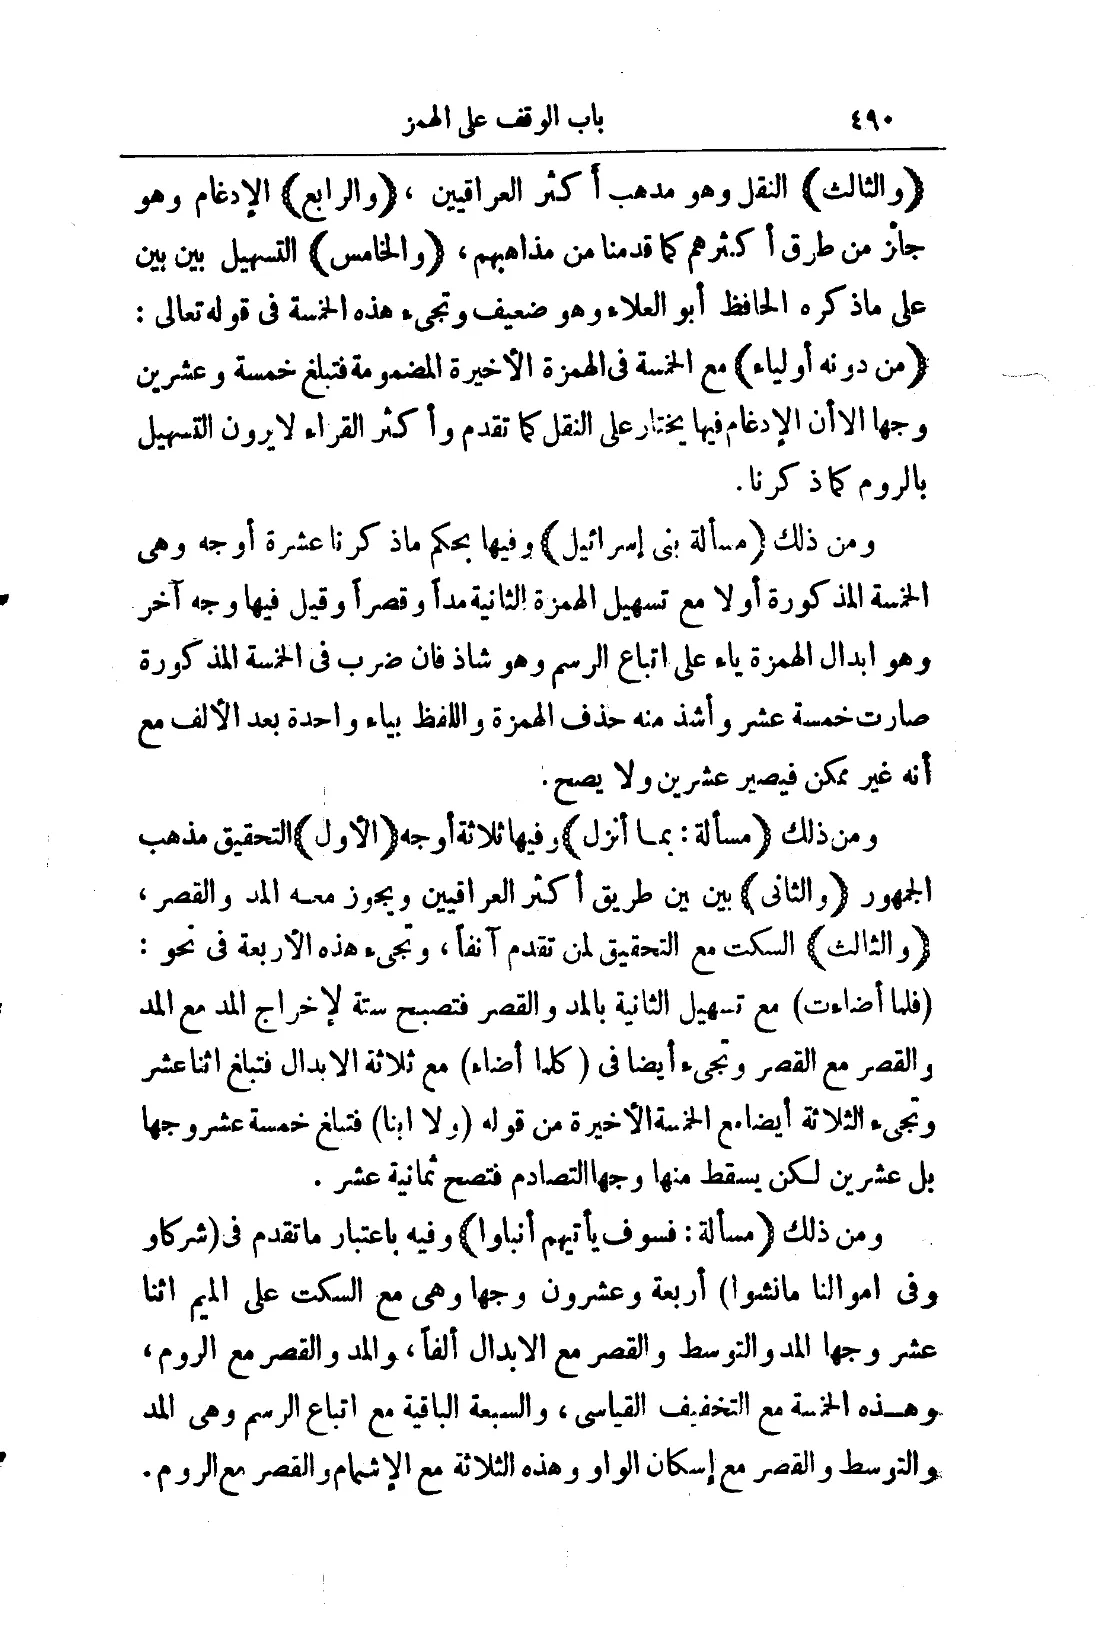 ٤٩٠ باب الوقف على الهمز
(والثالث) النقل وهو مدهب أكثر العراقيين ، (والرابع) الإدغام وهو
جائز من طرق أكثرهم كما قدمنا من مذاهبهم، (والخامس) التسهيل بين بين
على ماذكره الحافظ أبو العلاء وهو ضعيف وتجىء هذه الخمسة فى قوله تعالى :
(من دونه أولياء) مع الخمسة فى الهمزة الأخيرة المضمومة فتبلغ خمسة وعشرين
وجها الا أن الإدغام فيها يختار على النقل كما تقدم وأكثر القراء لا يرون التسهيل
بالروم كما ذكرنا.
ومن ذلك (مسألة بنى إسرائيل) وفيها بحكم ماذكرنا عشرة أوجه وهى
الخمسة المذكورة أولا مع تسهيل الهمزة الثانية مداً وقصراً وقيل فيها وجه آخر
وهو ابدال الهمزة ياء على اتباع الرسم وهو شاذ فان ضرب فى الخمسة المذكورة
صارت خمسة عشر وأشذ منه حذف الهمزة واللفظ بياء واحدة بعد الألف مع
أنه غير ممكن فيصير عشرين ولا يصح .
ومن ذلك (مسألة : بما أنزل) وفيها ثلاثة أوجه (الأول) التحقيق مذهب
الجمهور (والثانى) بين بين طريق أكثر العراقيين ويجوز معه المد والقصر ،
(والثالث) السكت مع التحقيق لمن تقدم آنفاً، وتجىء هذه الأربعة فى نحو :
(فلما أضاءت) مع تسهيل الثانية بالمد والقصر فتصبح ستة لإخراج المد مع المد
والقصر مع القصر وتجىء أيضا فى (كلما أضاء) مع ثلاثة الابدال فتبلغ اثنا عشر
وتجىء الثلاثة أيضا مع الخمسة الأخيرة من قوله (ولا ابنا) فتبلغ خمسة عشر وجها
بل عشرين لكن يسقط منها وجها التصادم فتصح ثمانية عشر .
ومن ذلك (مسألة : فسوف يأتيهم أنباوا) وفيه باعتبار ما تقدم فى (شركاو
وفى اموالنا مانشوا) أربعة وعشرون وجها وهى مع السكت على الميم اثنا
عشر وجها المد والتوسط والقصر مع الابدال ألفاً، والمد والقصر مع الروم ،
وهذه الخمسة مع التخفيف القياسى ، والسبعة الباقية مع اتباع الرسم وهى المد
والتوسط والقصر مع إسكان الواو وهذه الثلاثة مع الإشمام والقصر مع الروم .